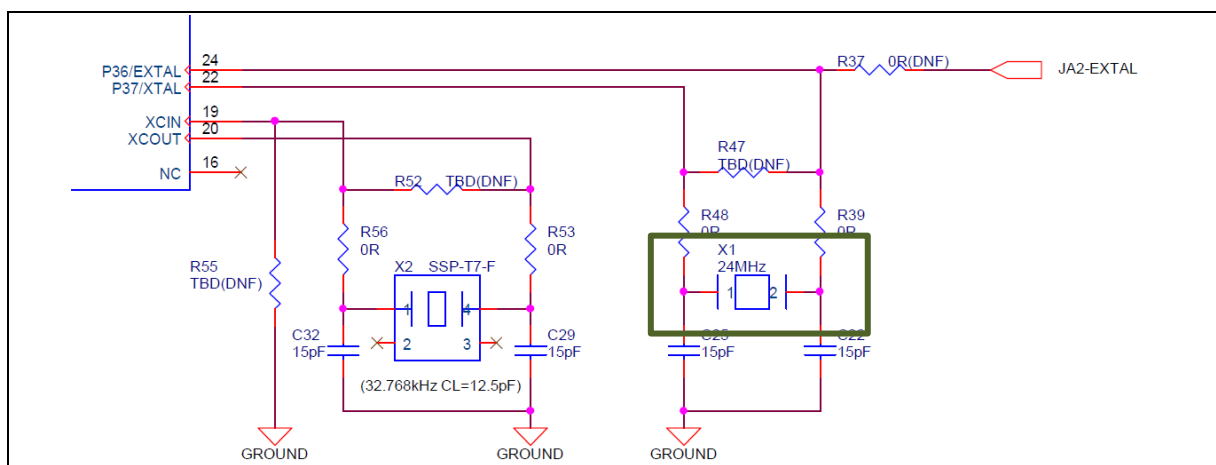 24
P36/EXTAL
22
P37/XTAL
19
XCIN
20
XCOUT
16
NC
R37 0R(DNF)
JA2-EXTAL
R47
TBD(DNF)
R52 TBD(DNF)
R56
0R
R53
0R
R48
0R
R39
0R
R55
TBD(DNF)
X2 SSP-T7-F
1
4
2
3
X1
24MHz
1
2
C32
15pF
C29
15pF
C25
15pF
15pF
(32.768kHz CL=12.5pF)
GROUND
GROUND
GROUND
GROUND